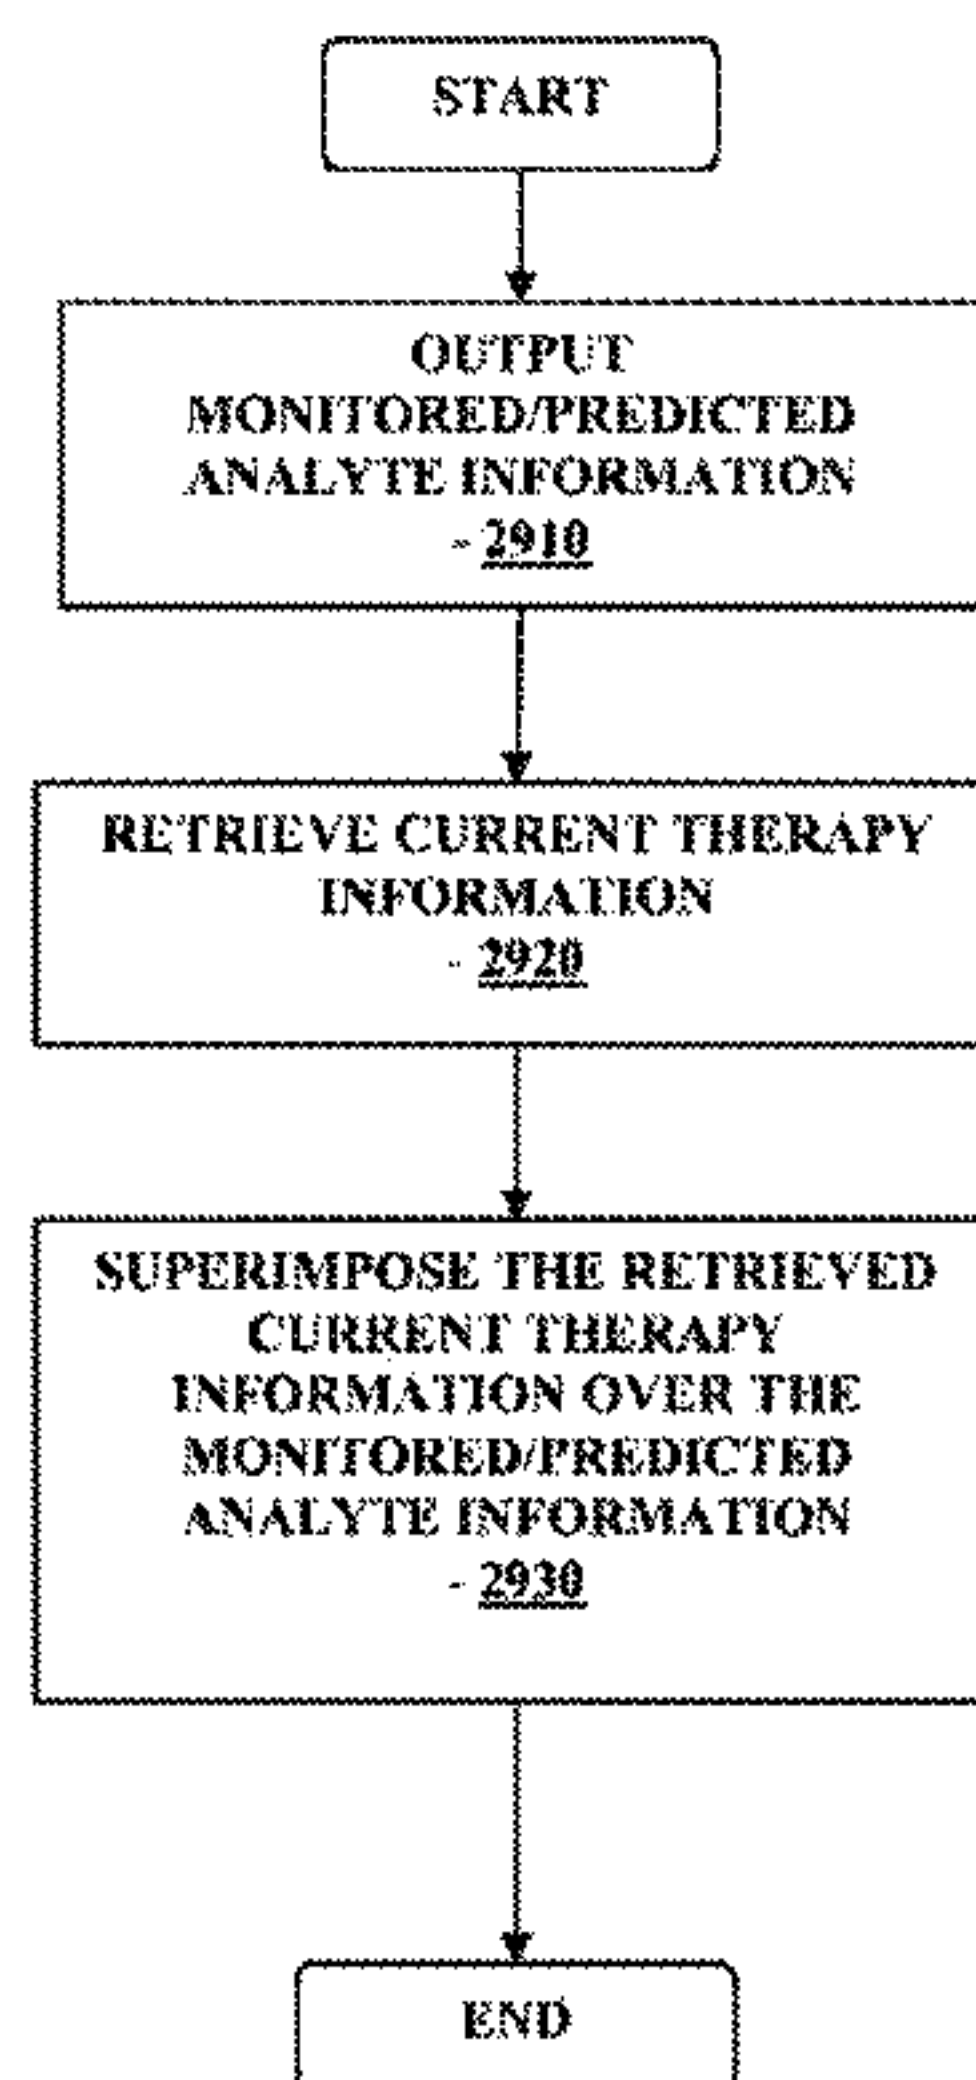 START
OUTPUT
MONITORED/PREDICTED
ANALYTE INFORMATION
- 2910
RETRIEVE CURRENT THERAPY
INFORMATION
- 2920
SUPERIMPOSE THE RETRIEVED
CURRENT THERAPY
INFORMATION OVER THE
MONITORED/PREDICTED
ANALYTE INFORMATION
- 2930
END